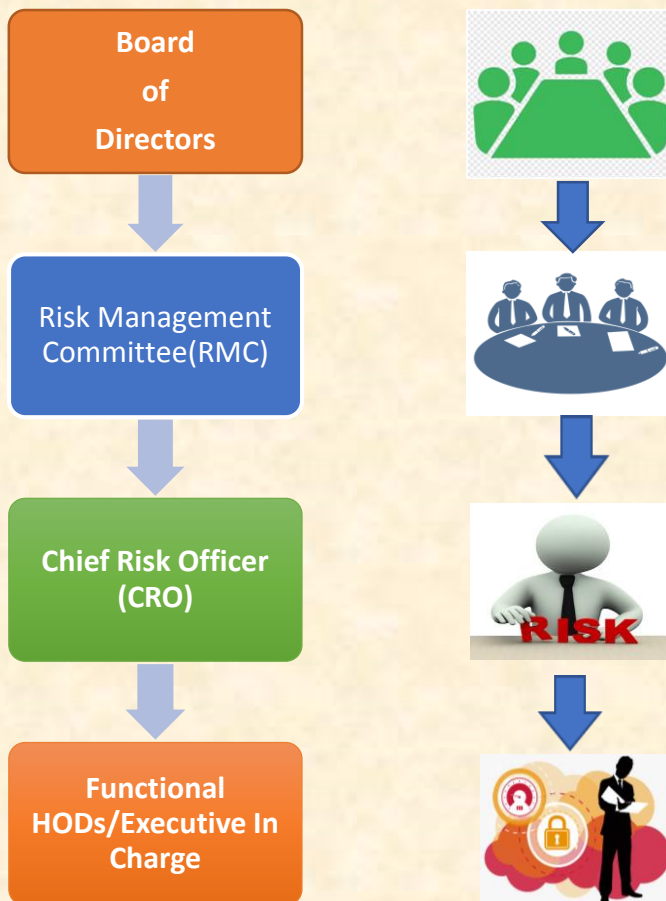 Board
of
Directors
Risk Management
Committee(RMC)
Chief Risk Officer
(CRO)
RISK
Functional
HODs/Executive In
Charge